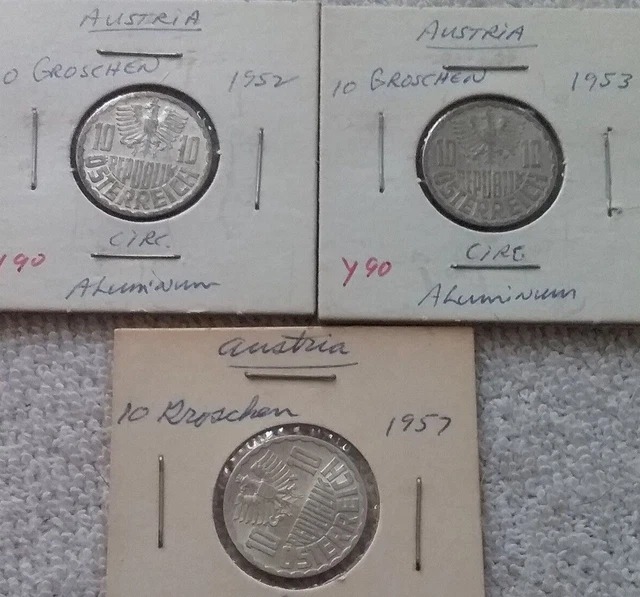 AUSTRIA
0 GROSCHEN 1952
10 10
REPUBLIK
ÖSTERREICH
CIRC.
Y90
ALUMINUM
AUSTRIA
10 GROSCHEN 1953
10 10
REPUBLIK
ÖSTERREICH
CIRC
Y90
ALUMINUM
Austria
10 Kroschen 1957
10 10
REPUBLIK
ÖSTERREICH